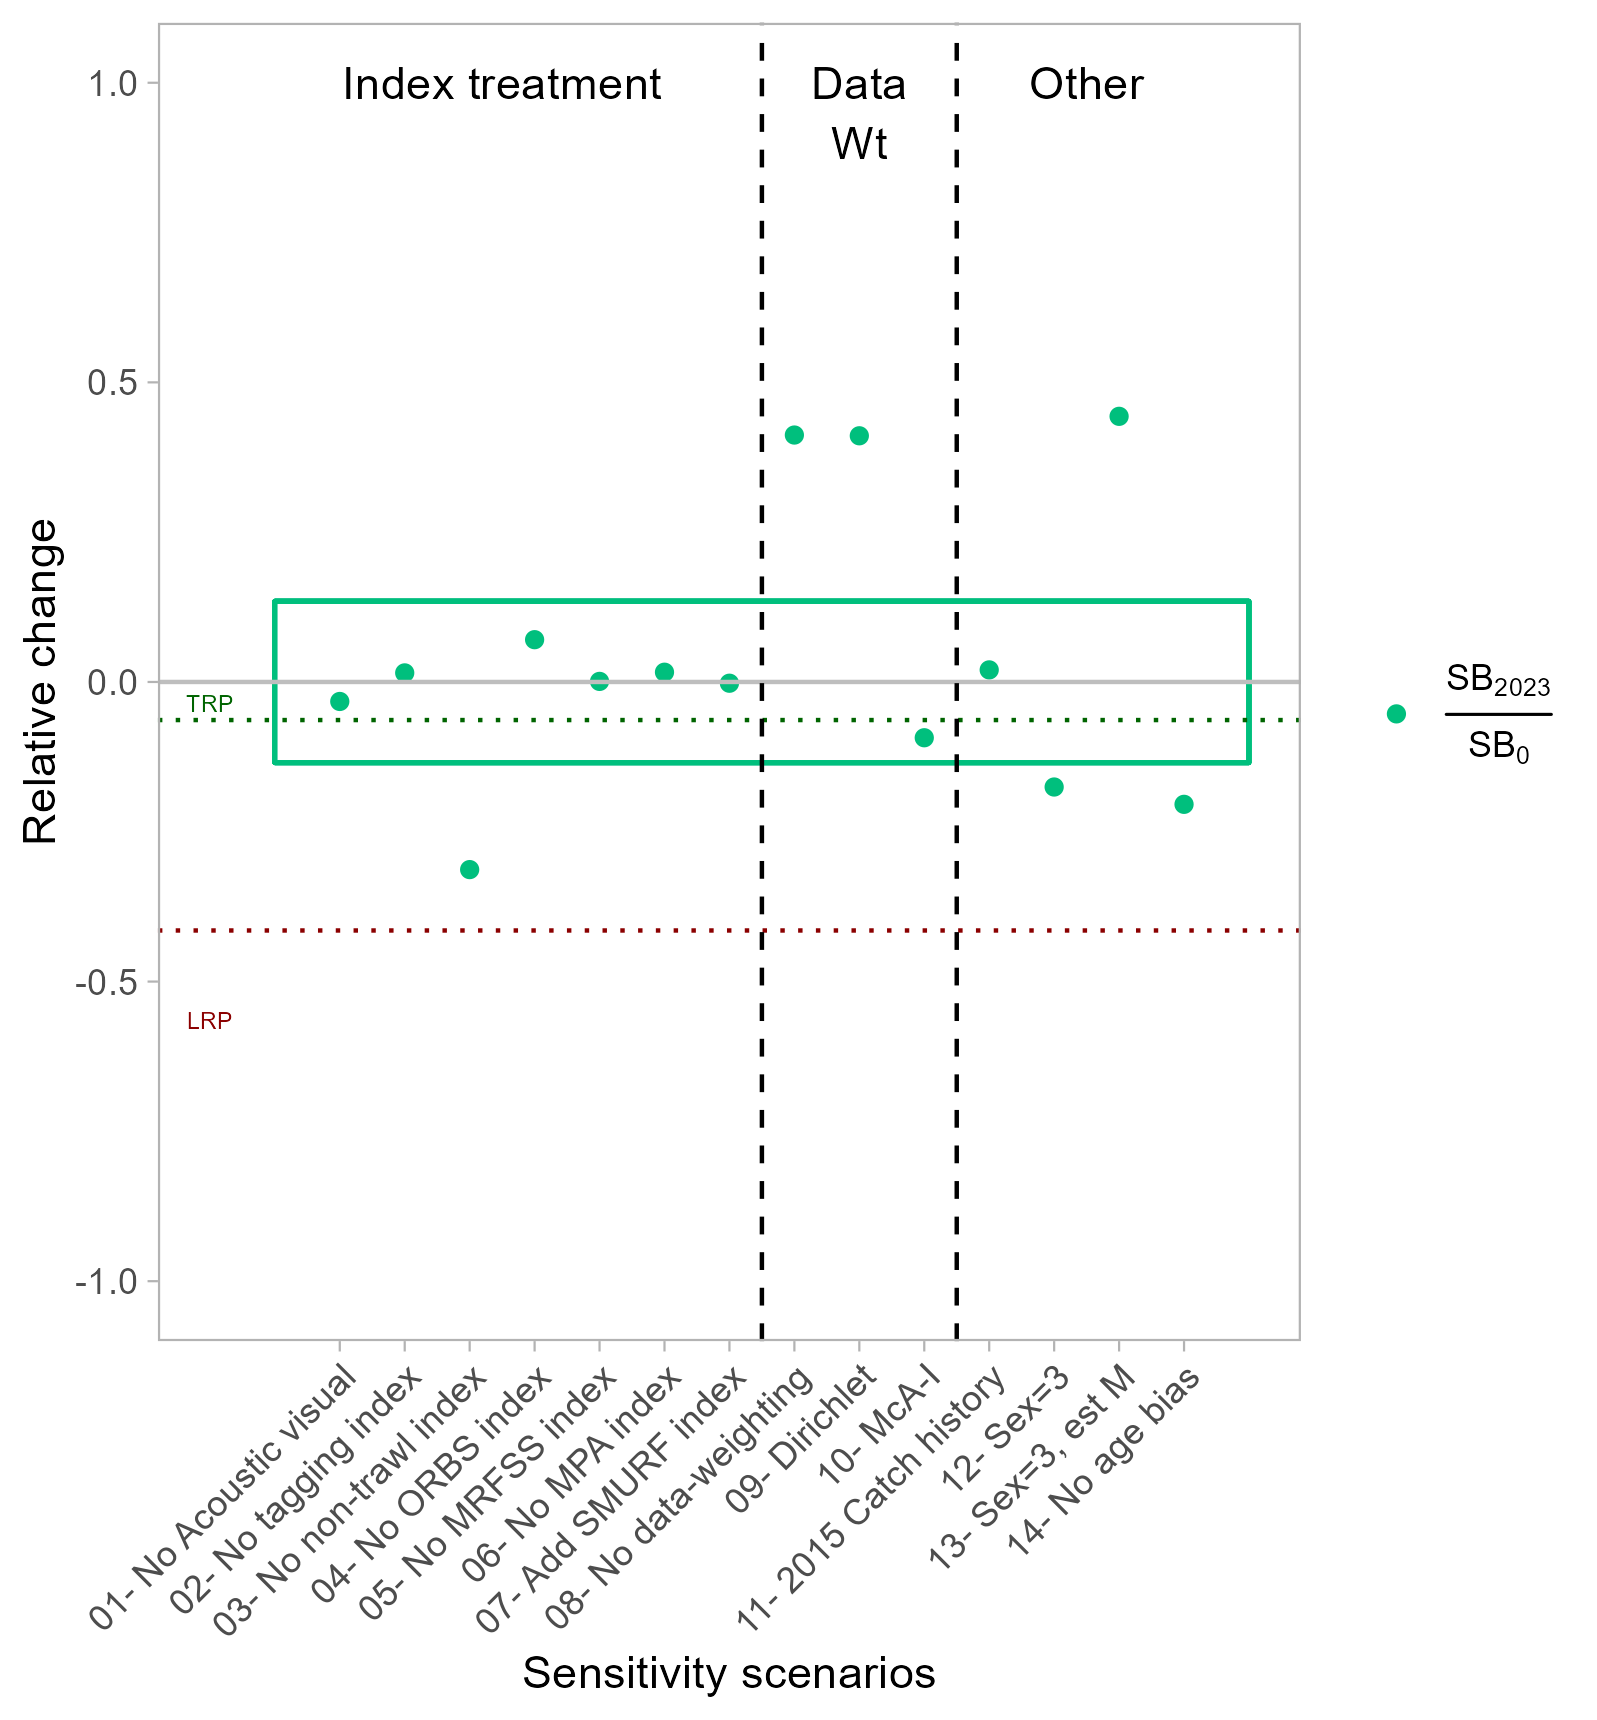 Index treatment
Data
Wt
Other
1.0
0.5
0.0
-0.5
-1.0
Relative change
TRP
LRP
SB2023
SB0
01- No Acoustic visual
02- No tagging index
03- No non-trawl index
04- No ORBS index
05- No MRFSS index
06- No MPA index
07- Add SMURF index
08- No data-weighting
09- Dirichlet
10- McA-I
11- 2015 Catch history
12- Sex=3
13- Sex=3, est M
14- No age bias
Sensitivity scenarios